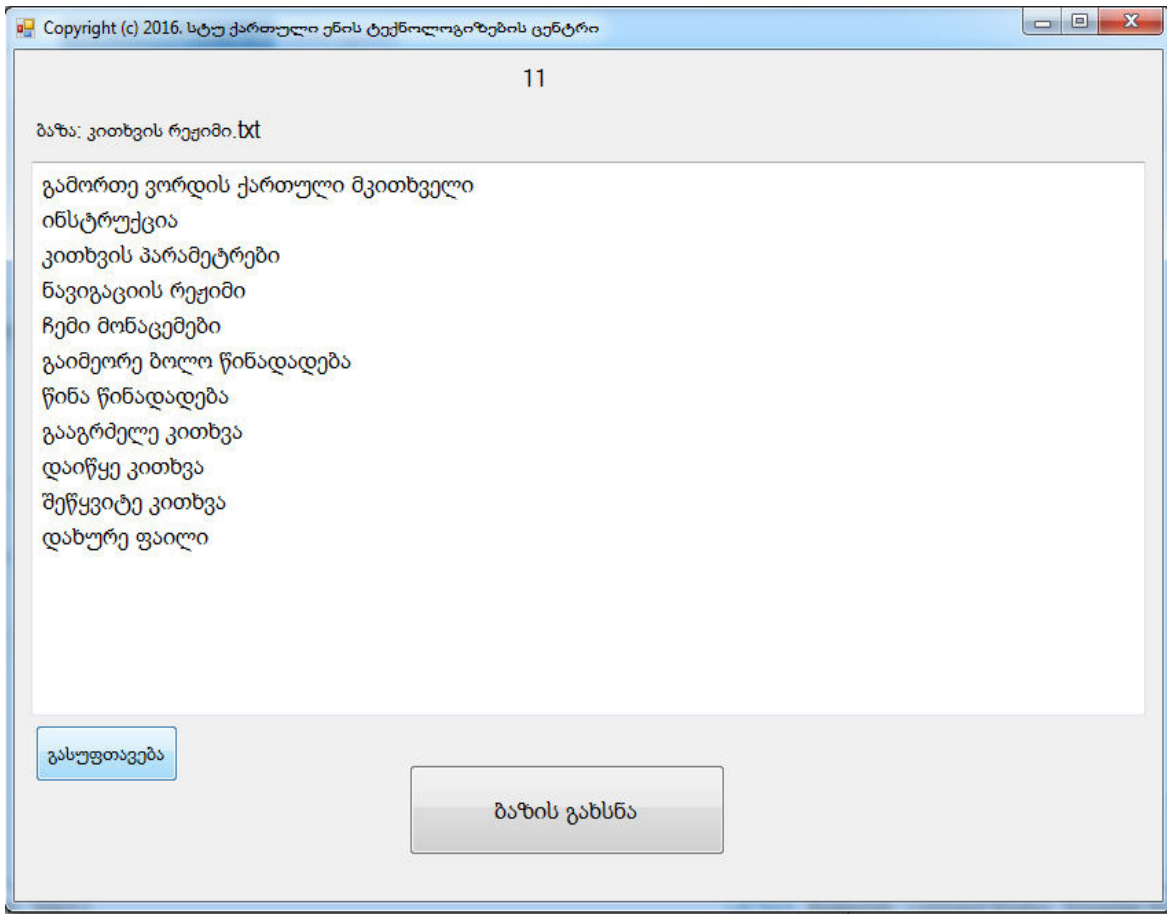 Copyright (c) 2016. სტუ ქართული ენის ტექნოლოგიზების ცენტრი
11
ბაზა: კითხვის რეჟიმი.txt
გამორთე ვორდის ქართული მკითხველი
ინსტრუქცია
კითხვის პარამეტრები
ნავიგაციის რეჟიმი
ჩემი მონაცემები
გაიმეორე ბოლო წინადადება
წინა წინადადება
გააგრძელე კითხვა
დაიწყე კითხვა
შეწყვიტე კითხვა
დახურე ფაილი
გასუფთავება
ბაზის გახსნა